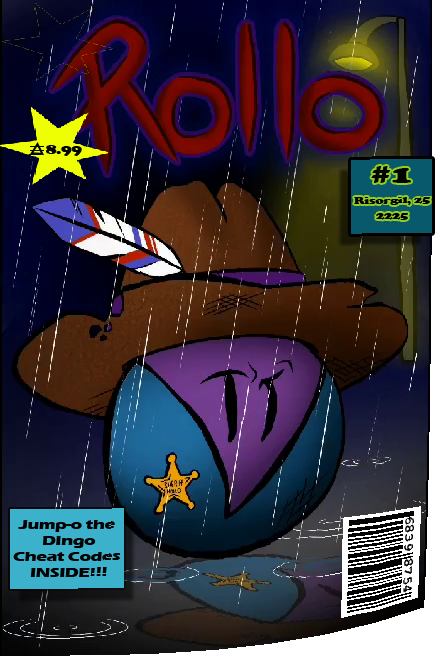 Rollo
8.99
#1
Risorgil, 25
2225
Jump-o the
DIngo
Cheat Codes
INSIDE!!!